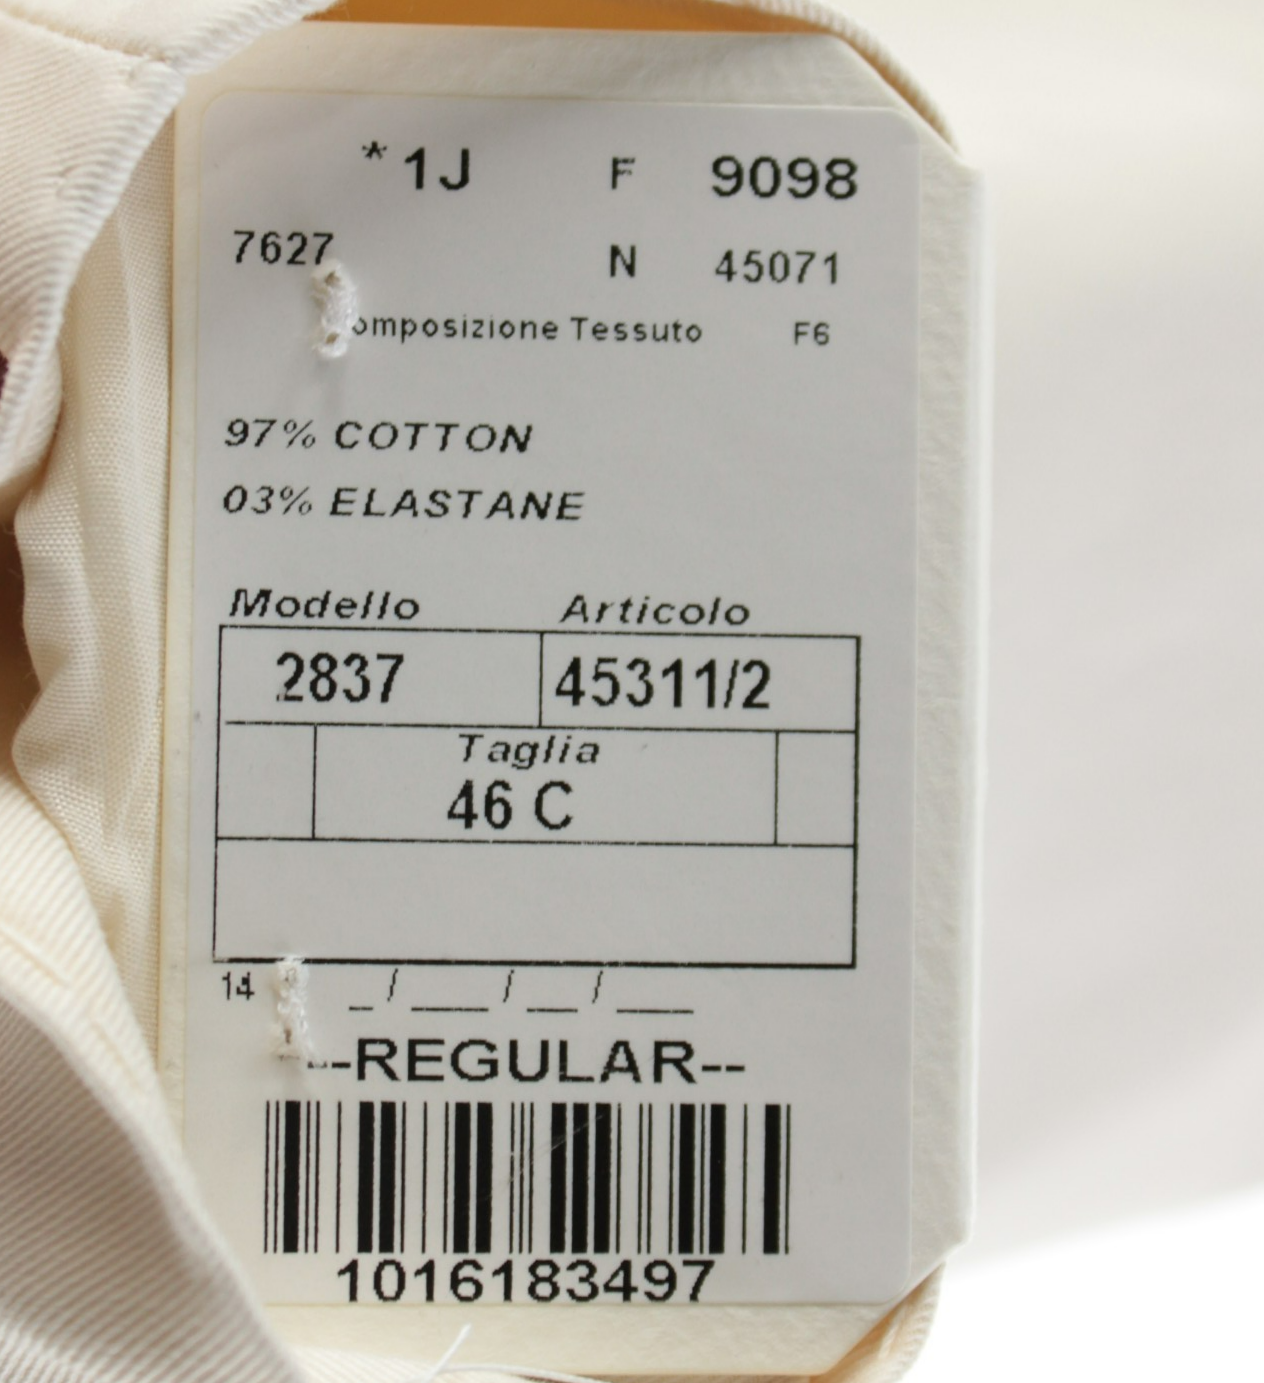 *1J F 9098
7627 N 45071
omposizione Tessuto F6
97% COTTON
03% ELASTANE
Modello Articolo
2837 45311/2
Taglia
46 C
14 _/ ___ / __ / ___
--REGULAR--
1016183497